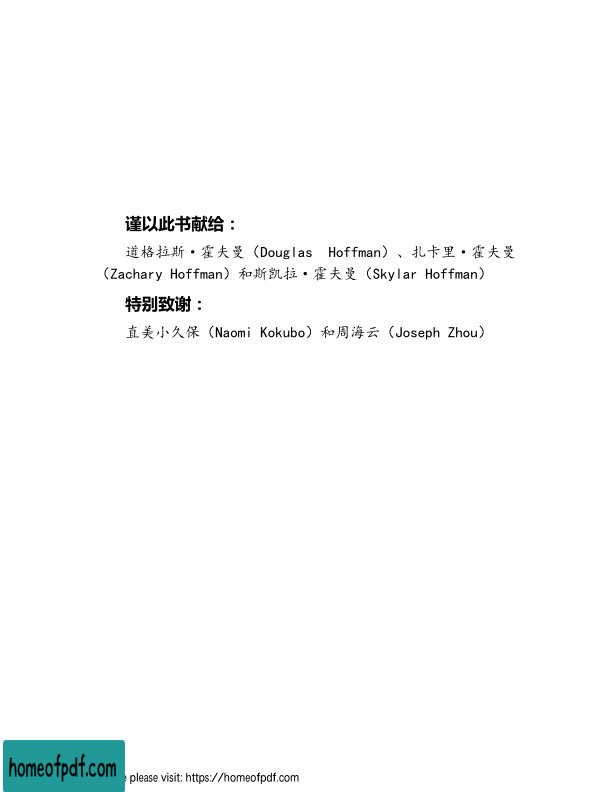 谨以此书献给：
道格拉斯·霍夫曼（Douglas Hoffman）、扎卡里·霍夫曼
（Zachary Hoffman）和斯凯拉·霍夫曼（Skylar Hoffman）
特别致谢：
直美小久保（Naomi Kokubo）和周海云（Joseph Zhou）
homeofpdf.com
please visit: https://homeofpdf.com